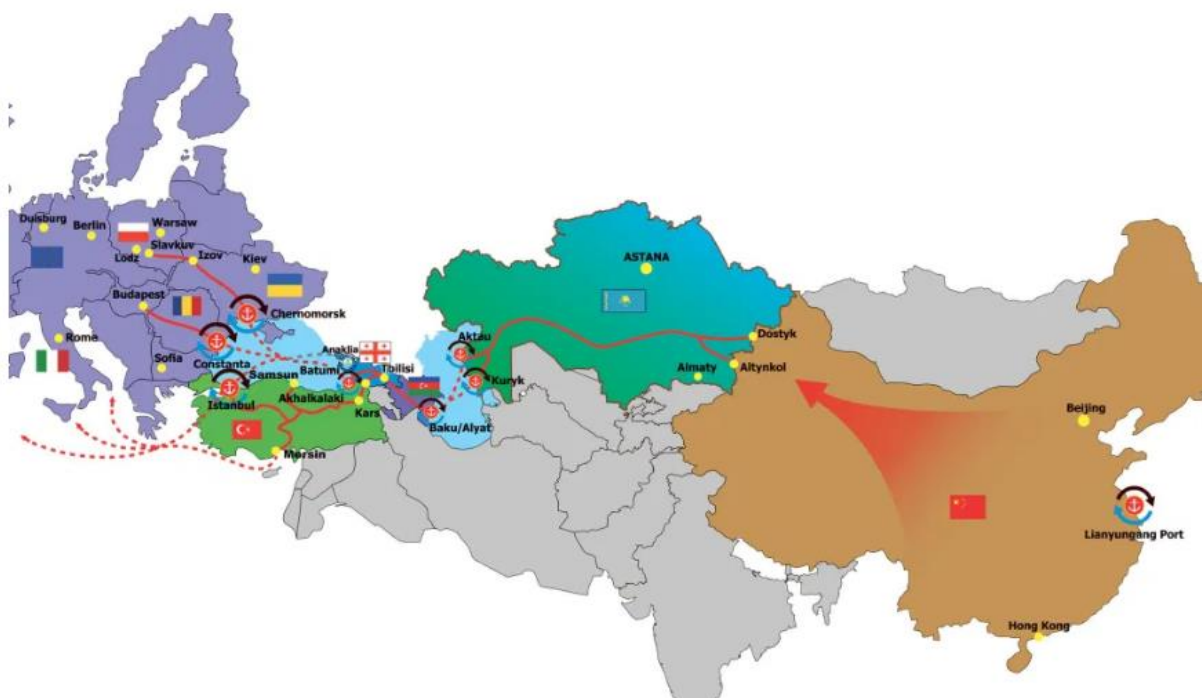 Duisburg
Berlin
Warsaw
Slavkuv
Lodz
Izov
Kiev
Budapest
Chernomorsk
Rome
Sofia
Constanta
Anaklia
Samsun
Batumi
Tbilisi
Istanbul
Akhalkalaki
Kars
Mersin
Baku/Alyat
Aktau
Kuryk
ASTANA
Dostyk
Almaty
Altynkol
Beijing
Lianyungang Port
Hong Kong